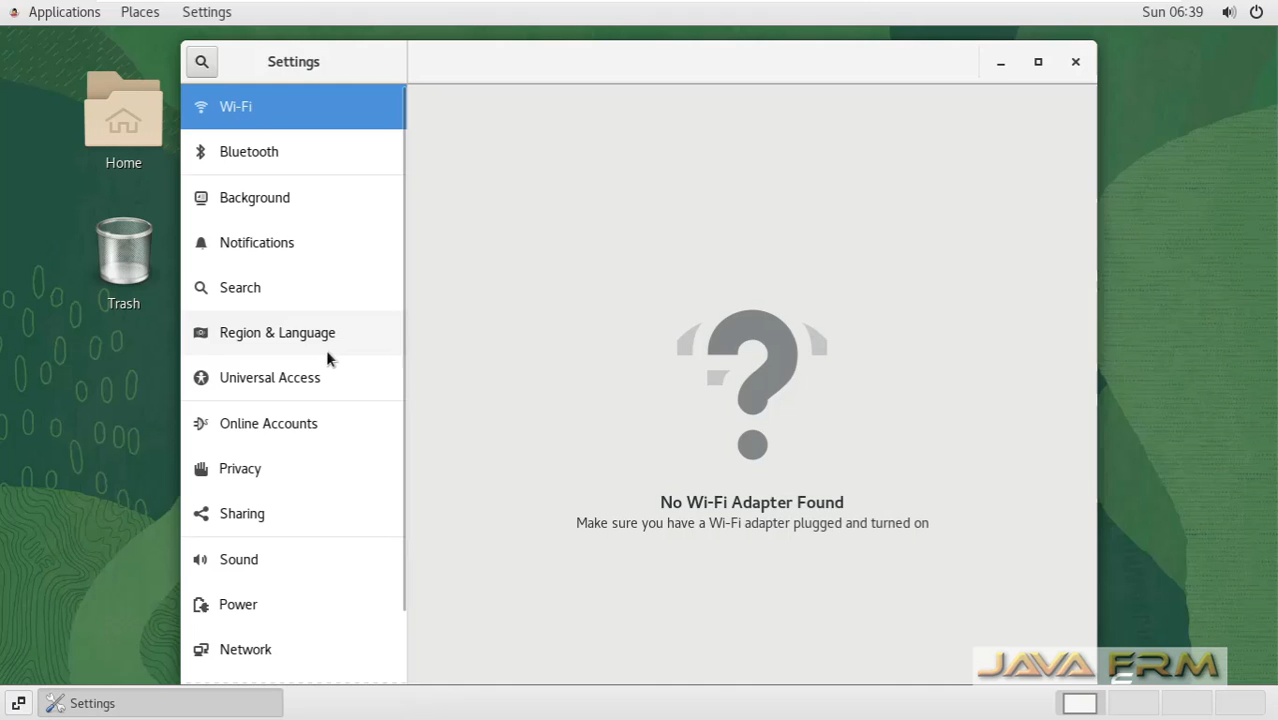 Applications Places Settings Sun 06:39
Settings
Home
Trash
Wi-Fi
Bluetooth
Background
Notifications
Search
Region & Language
Universal Access
Online Accounts
Privacy
Sharing
Sound
Power
Network
No Wi-Fi Adapter Found
Make sure you have a Wi-Fi adapter plugged and turned on
Settings